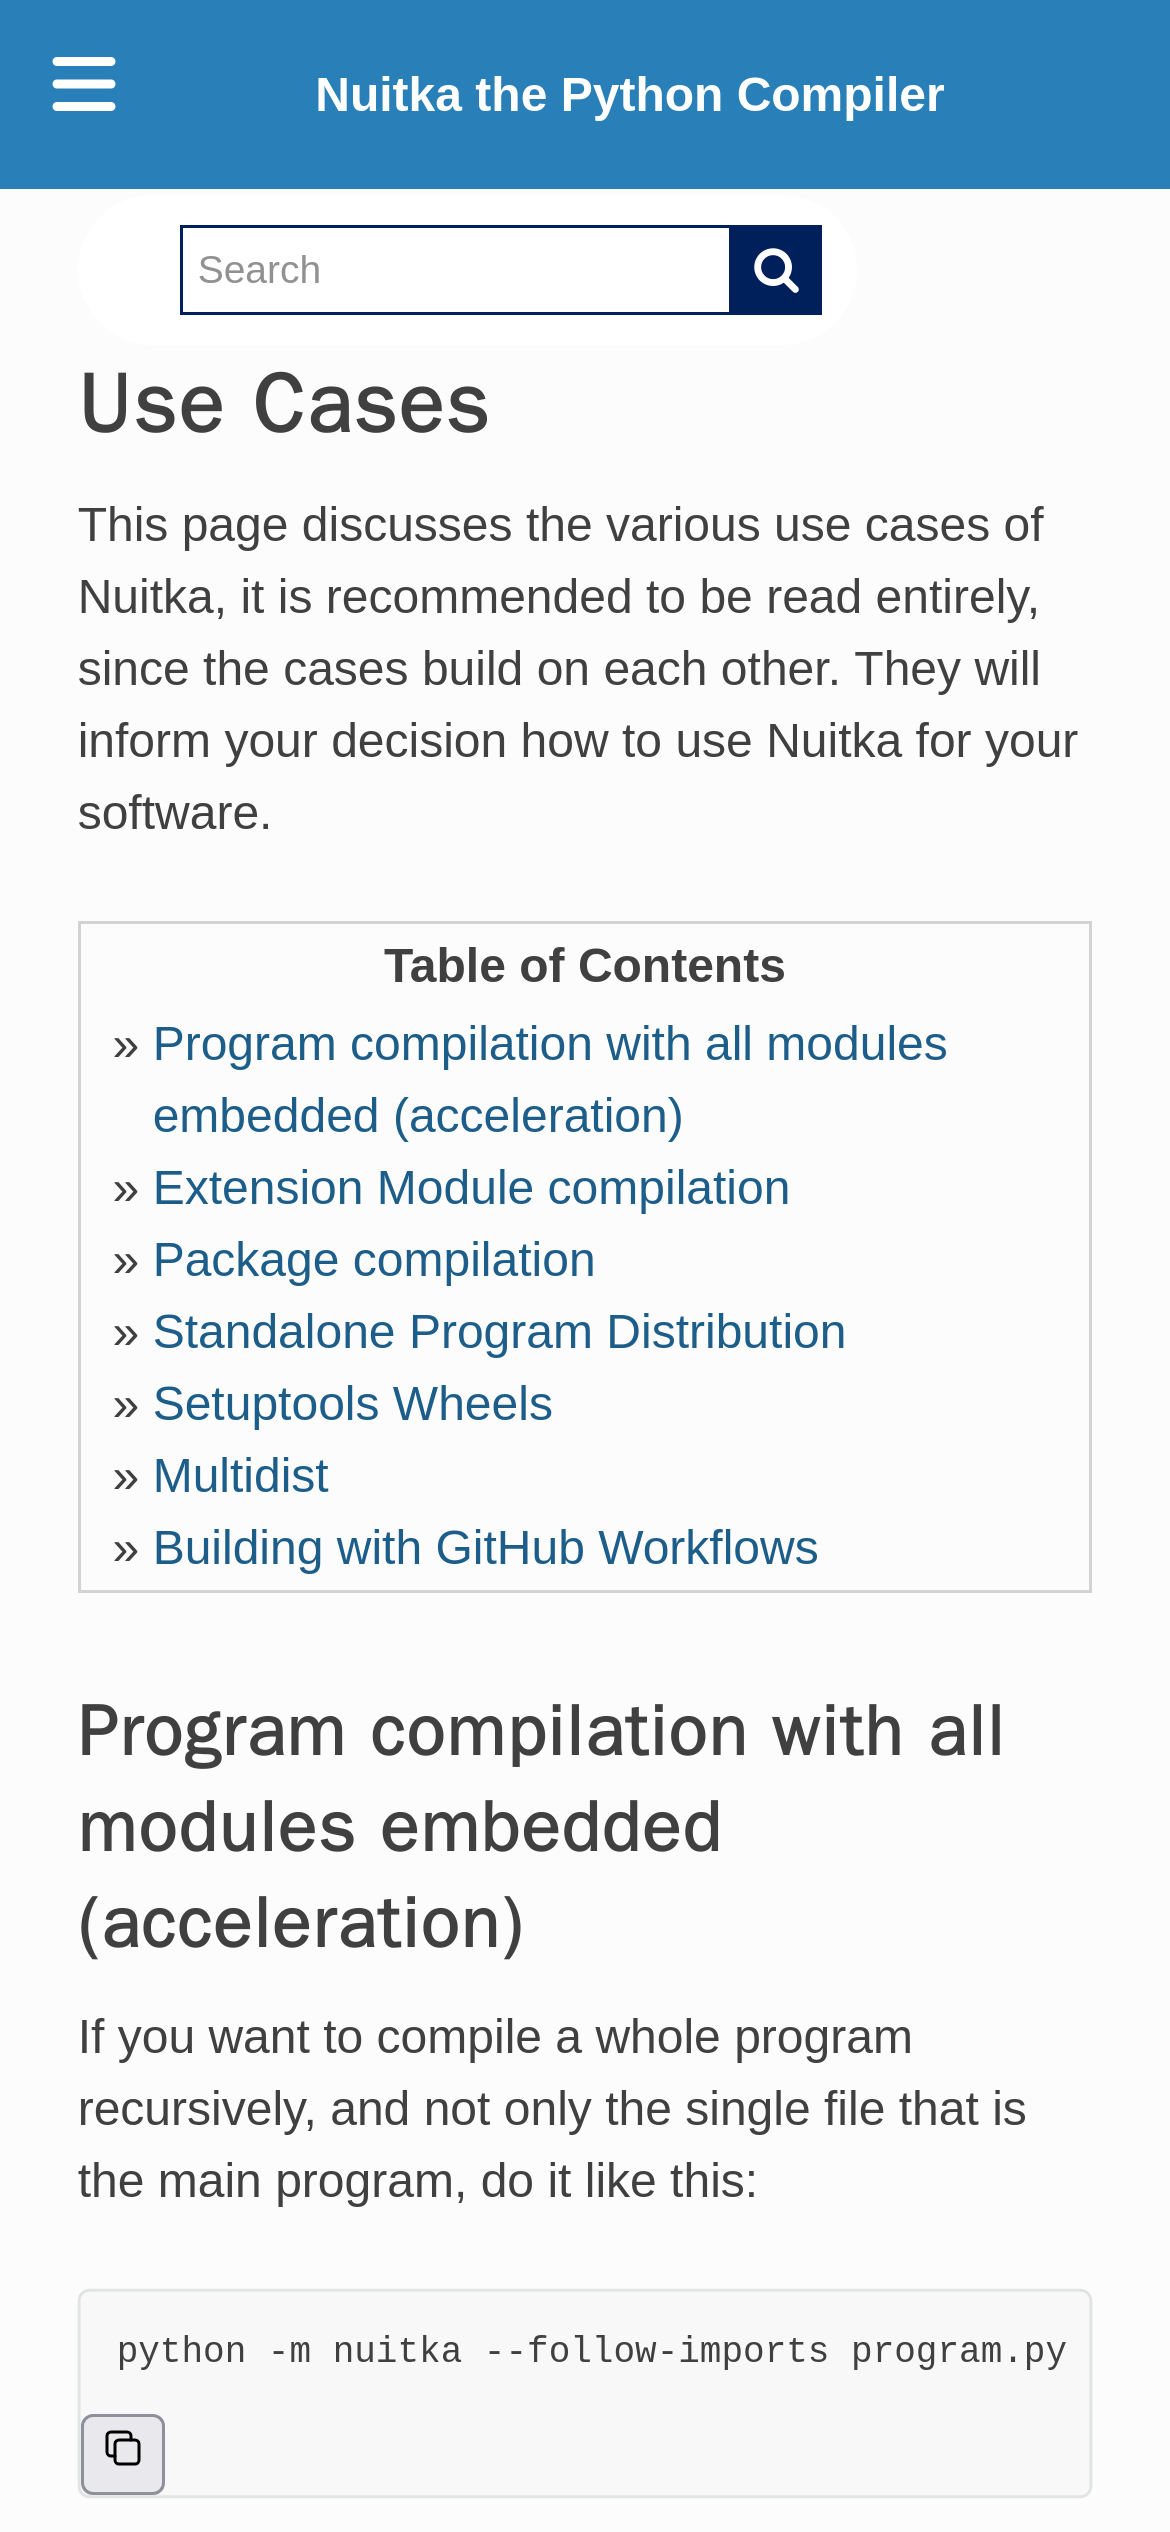 Nuitka the Python Compiler
Search
Use Cases
This page discusses the various use cases of
Nuitka, it is recommended to be read entirely,
since the cases build on each other. They will
inform your decision how to use Nuitka for your
software.
Table of Contents
» Program compilation with all modules
embedded (acceleration)
» Extension Module compilation
» Package compilation
» Standalone Program Distribution
» Setuptools Wheels
» Multidist
» Building with GitHub Workflows
Program compilation with all
modules embedded
(acceleration)
If you want to compile a whole program
recursively, and not only the single file that is
the main program, do it like this:
python -m nuitka --follow-imports program.py